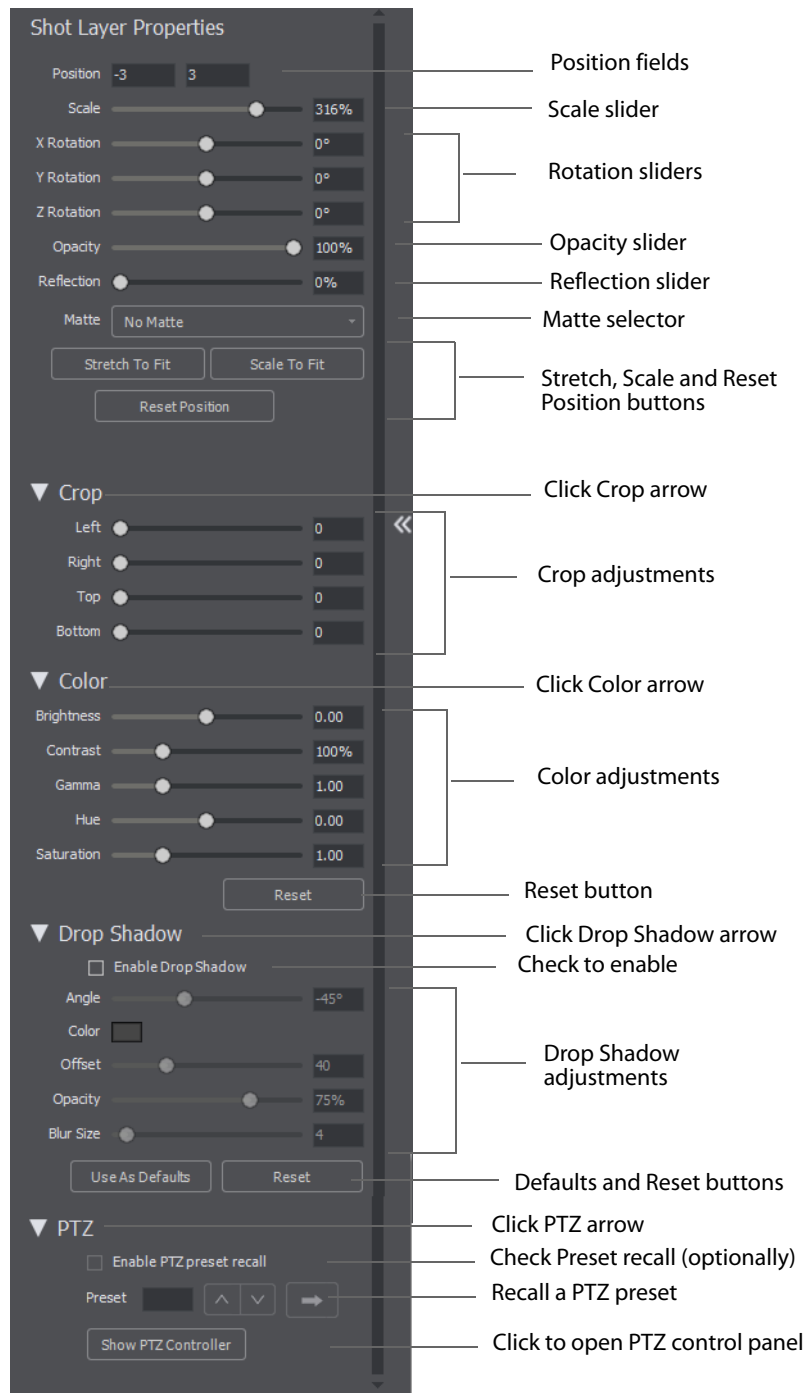 Shot Layer Properties
Position -3 3 Position fields
Scale 316% Scale slider
X Rotation 0°
Y Rotation 0° Rotation sliders
Z Rotation 0°
Opacity 100% Opacity slider
Reflection 0% Reflection slider
Matte No Matte Matte selector
Stretch To Fit Scale To Fit
Reset Position
Stretch, Scale and Reset
Position buttons
Crop Click Crop arrow
Left 0
Right 0
Top 0
Bottom 0
Crop adjustments
Color Click Color arrow
Brightness 0.00
Contrast 100%
Gamma 1.00
Hue 0.00
Saturation 1.00
Color adjustments
Reset Reset button
Drop Shadow Click Drop Shadow arrow
Enable Drop Shadow Check to enable
Angle -45°
Color
Offset 40
Opacity 75%
Blur Size 4
Drop Shadow
adjustments
Use As Defaults Reset Defaults and Reset buttons
PTZ Click PTZ arrow
Enable PTZ preset recall Check Preset recall (optionally)
Preset Recall a PTZ preset
Show PTZ Controller Click to open PTZ control panel